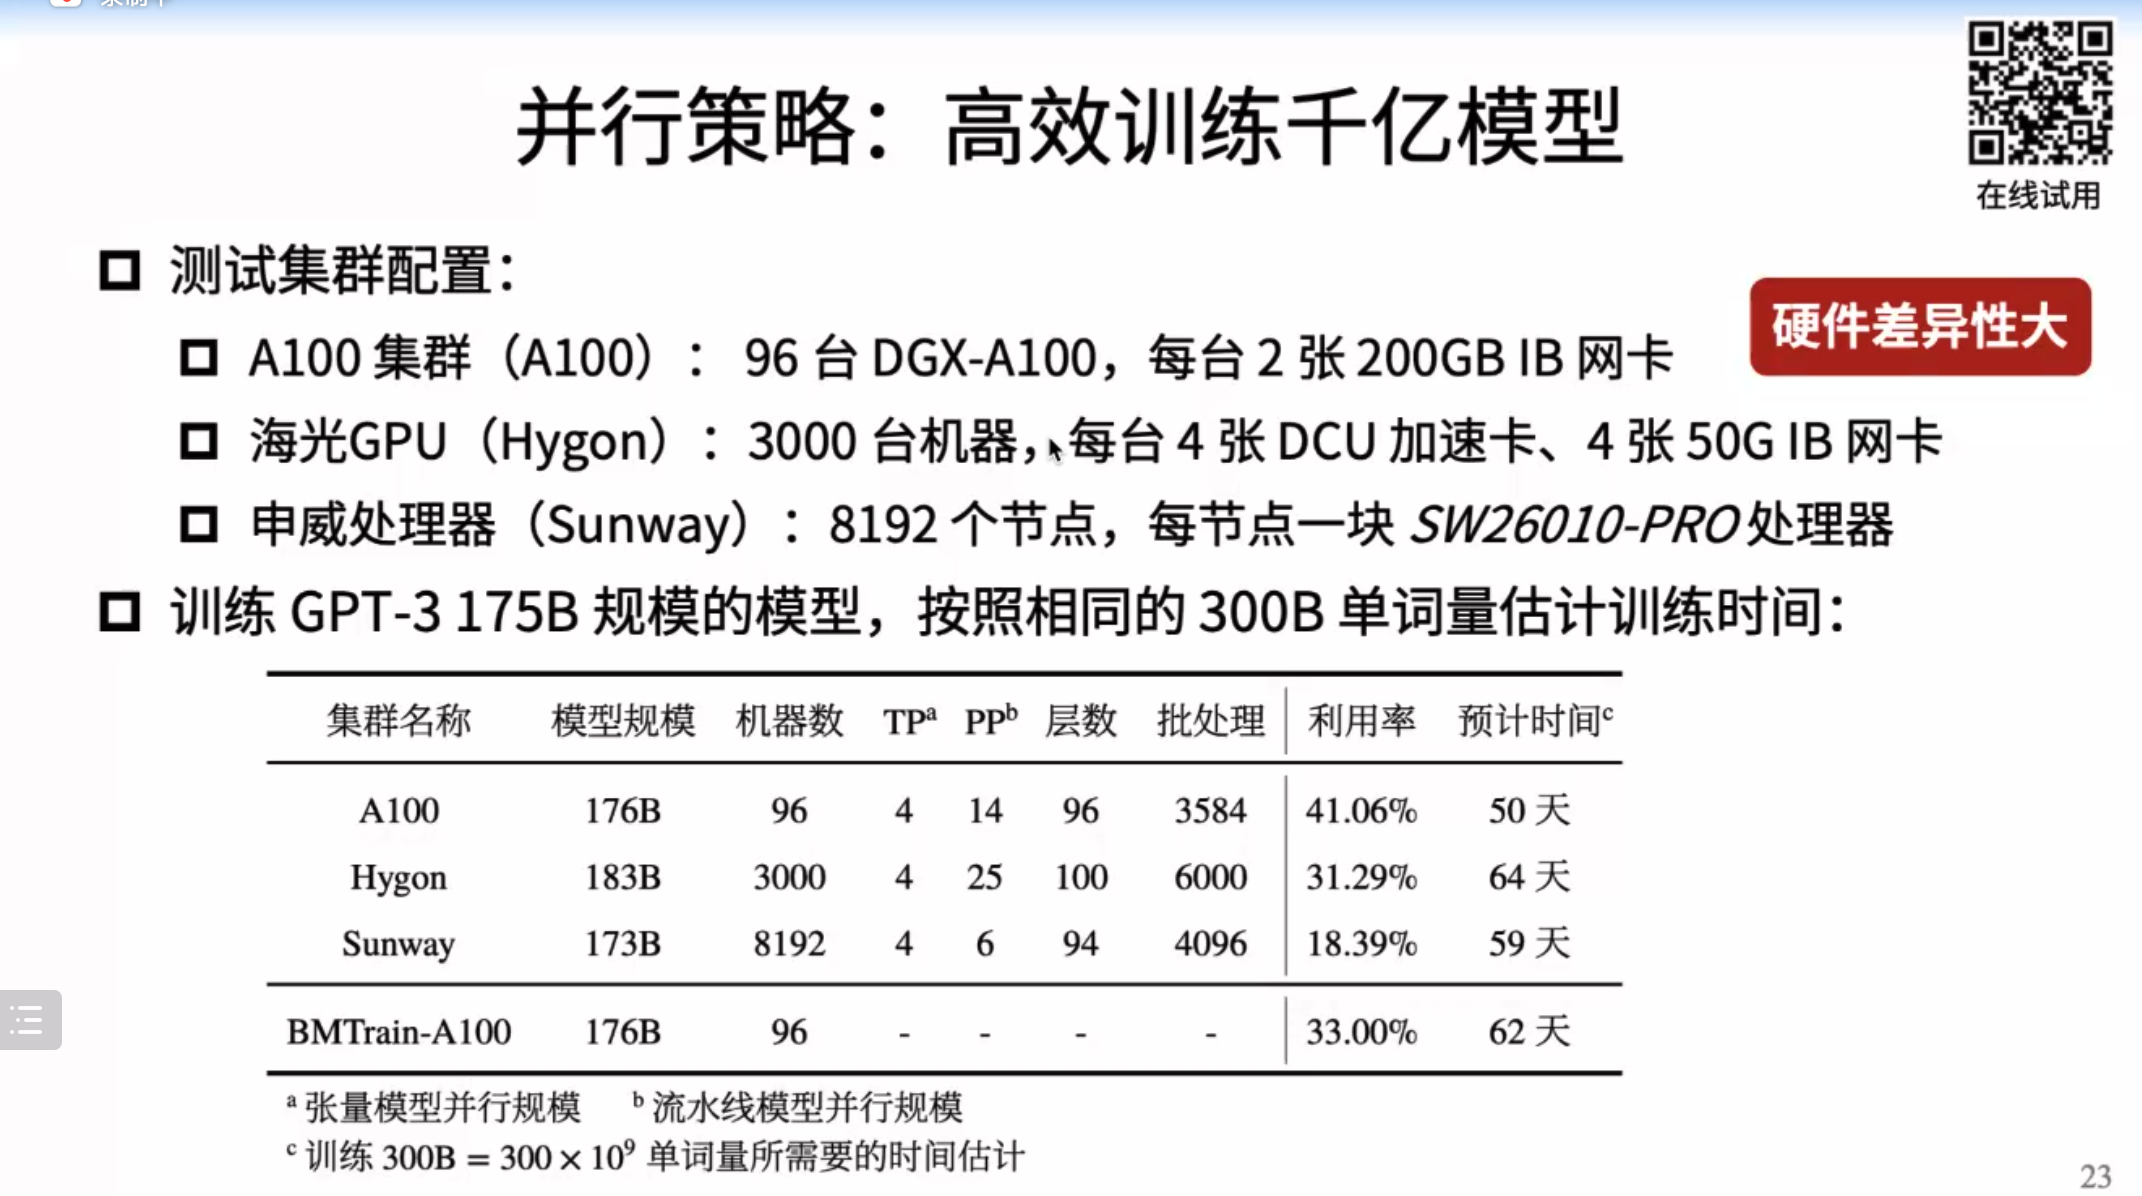 并行策略：高效训练千亿模型
在线试用
测试集群配置：
硬件差异性大
A100 集群（A100）： 96 台 DGX-A100，每台 2 张 200GB IB 网卡
海光GPU（Hygon）：3000 台机器，每台 4 张 DCU 加速卡、4 张 50G IB 网卡
申威处理器（Sunway）：8192 个节点，每节点一块 SW26010-PRO处理器
训练 GPT-3 175B 规模的模型，按照相同的 300B 单词量估计训练时间：
集群名称 模型规模 机器数 TPᵃ PPᵇ 层数 批处理 利用率 预计时间ᶜ
A100 176B 96 4 14 96 3584 41.06% 50 天
Hygon 183B 3000 4 25 100 6000 31.29% 64 天
Sunway 173B 8192 4 6 94 4096 18.39% 59 天
BMTrain-A100 176B 96 - - - - 33.00% 62 天
ᵃ 张量模型并行规模 ᵇ 流水线模型并行规模
ᶜ 训练 300B = 300 × 10⁹ 单词量所需要的时间估计
23